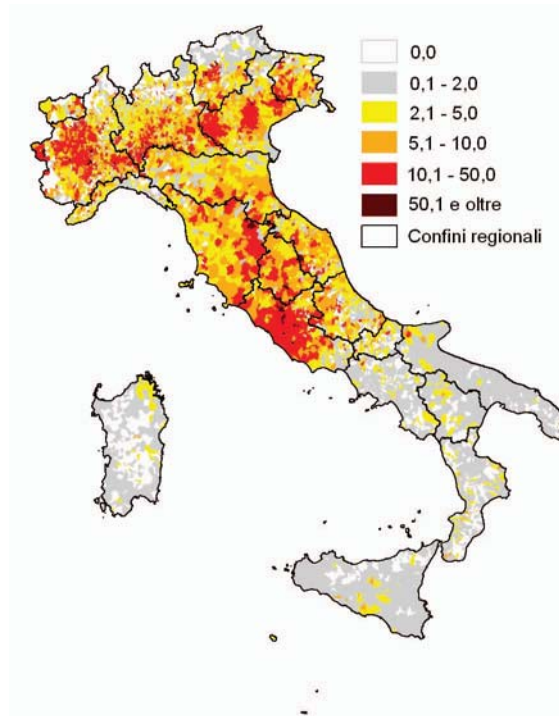 0,0
0,1 - 2,0
2,1 - 5,0
5,1 - 10,0
10,1 - 50,0
50,1 e oltre
Confini regionali